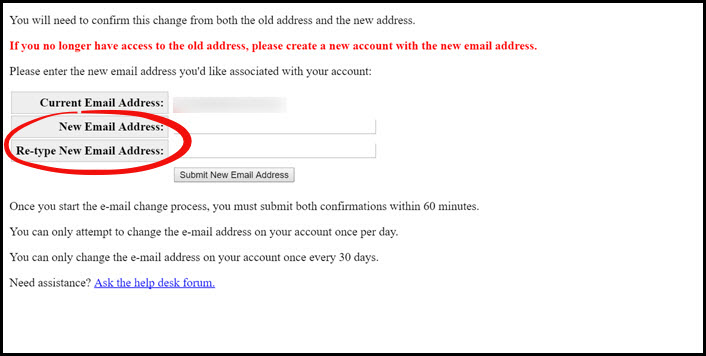 You will need to confirm this change from both the old address and the new address.
If you no longer have access to the old address, please create a new account with the new email address.
Please enter the new email address you'd like associated with your account:
Current Email Address:
New Email Address:
Re-type New Email Address:
Submit New Email Address
Once you start the e-mail change process, you must submit both confirmations within 60 minutes.
You can only attempt to change the e-mail address on your account once per day.
You can only change the e-mail address on your account once every 30 days.
Need assistance? Ask the help desk forum.